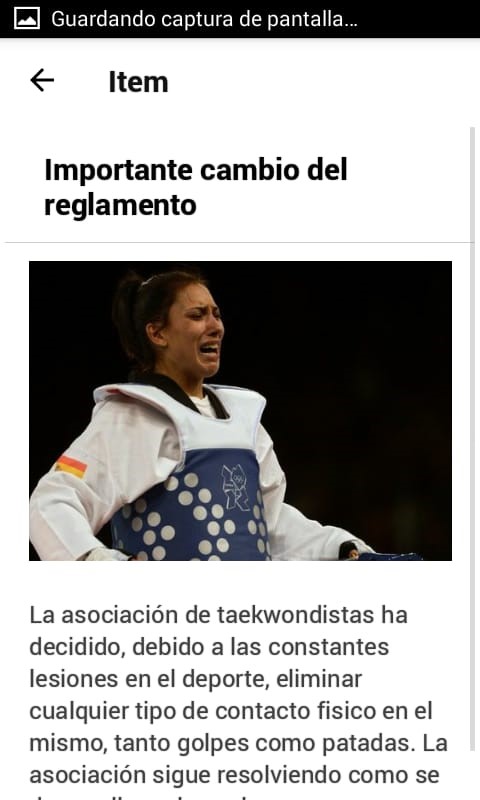 Guardando captura de pantalla...
Item
Importante cambio del
reglamento
La asociación de taekwondistas ha
decidido, debido a las constantes
lesiones en el deporte, eliminar
cualquier tipo de contacto fisico en el
mismo, tanto golpes como patadas. La
asociación sigue resolviendo como se